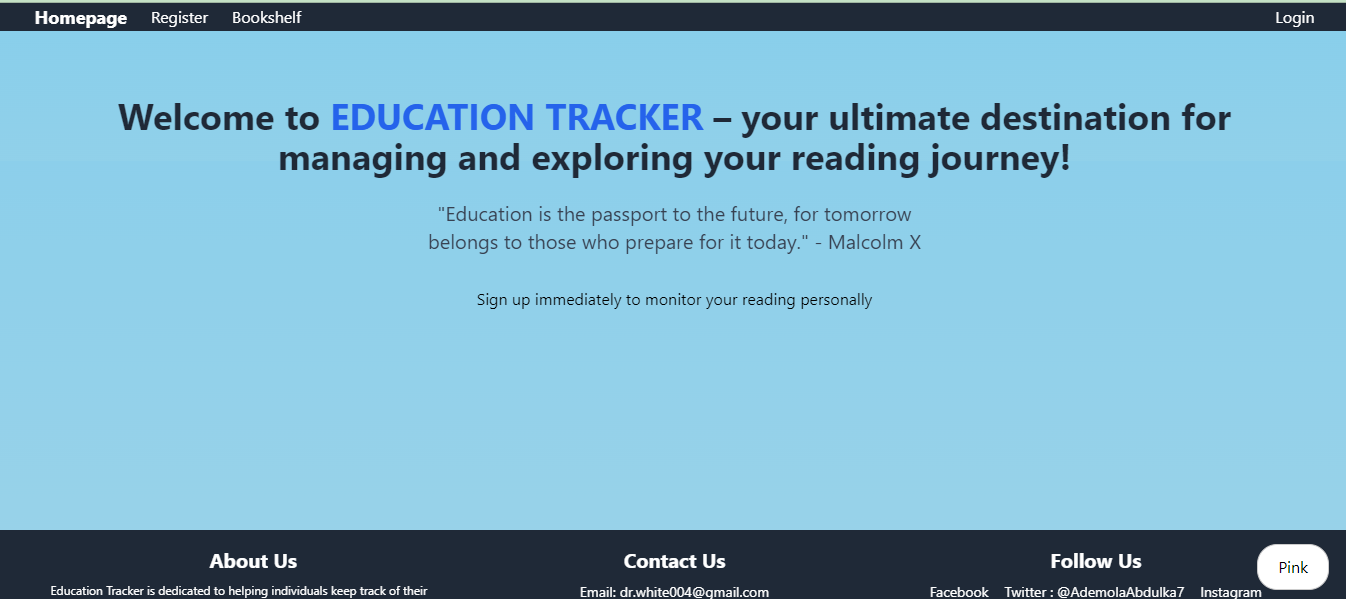 Homepage Register Bookshelf Login
Welcome to EDUCATION TRACKER – your ultimate destination for
managing and exploring your reading journey!
"Education is the passport to the future, for tomorrow
belongs to those who prepare for it today." - Malcolm X
Sign up immediately to monitor your reading personally
About Us
Education Tracker is dedicated to helping individuals keep track of their
Contact Us
Email: dr.white004@gmail.com
Follow Us
Facebook Twitter : @AdemolaAbdulka7 Instagram
Pink